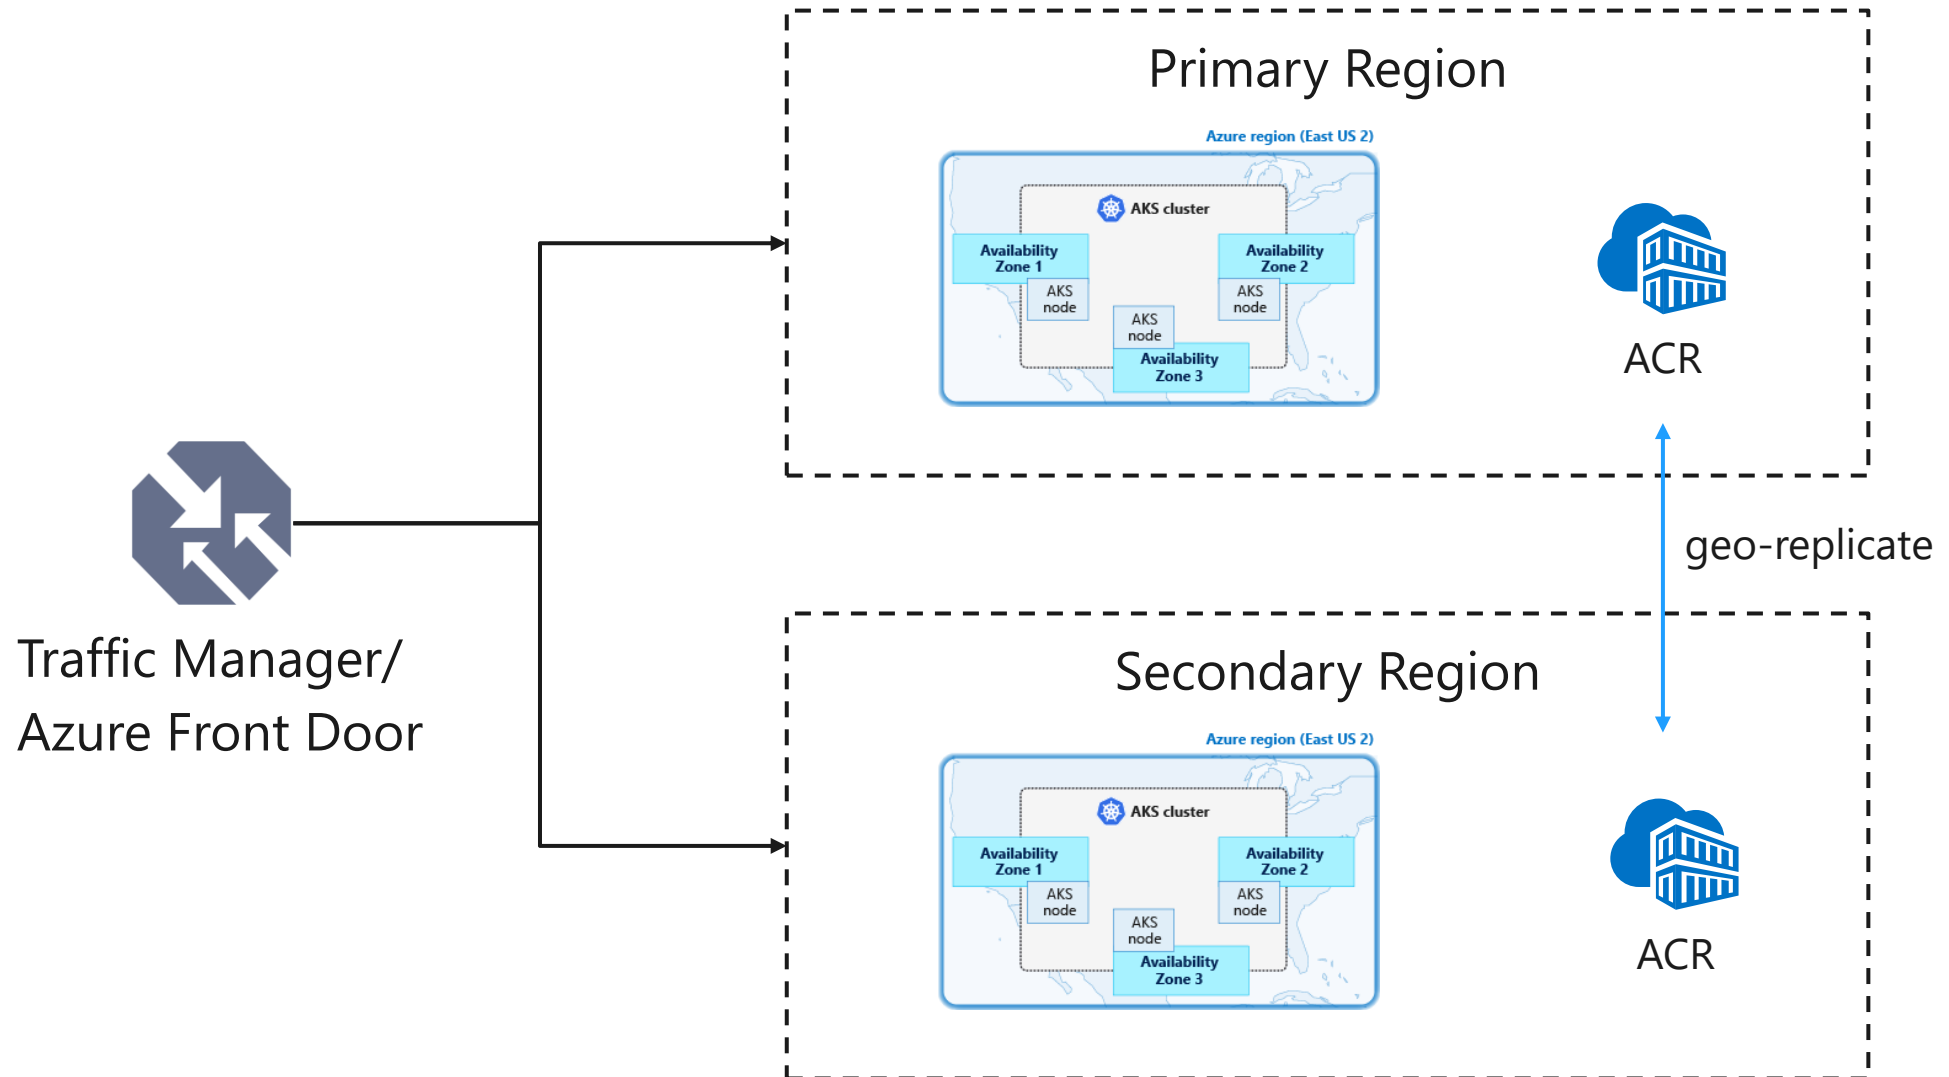 Primary Region
Azure region (East US 2)
AKS cluster
Availability
Zone 1
Availability
Zone 2
AKS
node
AKS
node
AKS
node
Availability
Zone 3
ACR
Traffic Manager/
Azure Front Door
geo-replicate
Secondary Region
Azure region (East US 2)
AKS cluster
Availability
Zone 1
Availability
Zone 2
AKS
node
AKS
node
AKS
node
Availability
Zone 3
ACR